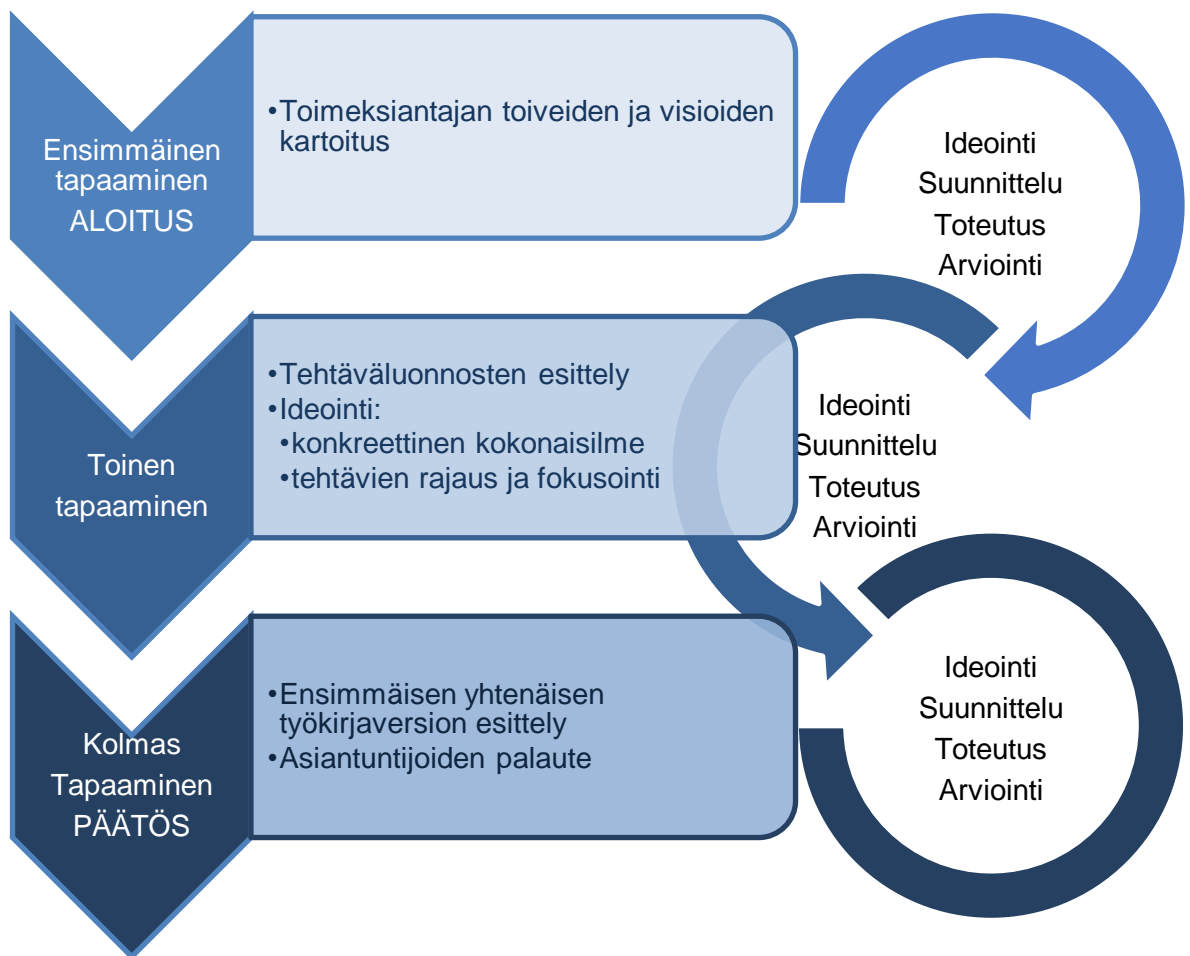 Ensimmäinen
tapaaminen
ALOITUS
•Toimeksiantajan toiveiden ja visioiden
kartoitus
Ideointi
Suunnittelu
Toteutus
Arviointi
Toinen
tapaaminen
•Tehtäväluonnosten esittely
•Ideointi:
•konkreettinen kokonaisilme
•tehtävien rajaus ja fokusointi
Ideointi
Suunnittelu
Toteutus
Arviointi
Kolmas
Tapaaminen
PÄÄTÖS
•Ensimmäisen yhtenäisen
työkirjaversion esittely
•Asiantuntijoiden palaute
Ideointi
Suunnittelu
Toteutus
Arviointi